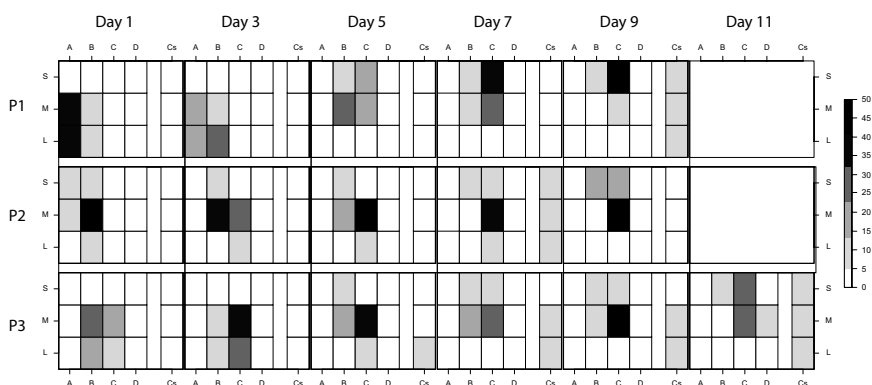 Day 1 Day 3 Day 5 Day 7 Day 9 Day 11
A B C D Cs A B C D Cs A B C D Cs A B C D Cs A B C D Cs A B C D Cs
P1
S S
M M
L L
P2
S S
M M
L L
P3
S S
M M
L L
A B C D Cs A B C D Cs A B C D Cs A B C D Cs A B C D Cs A B C D Cs
50
45
40
35
30
25
20
15
10
5
0